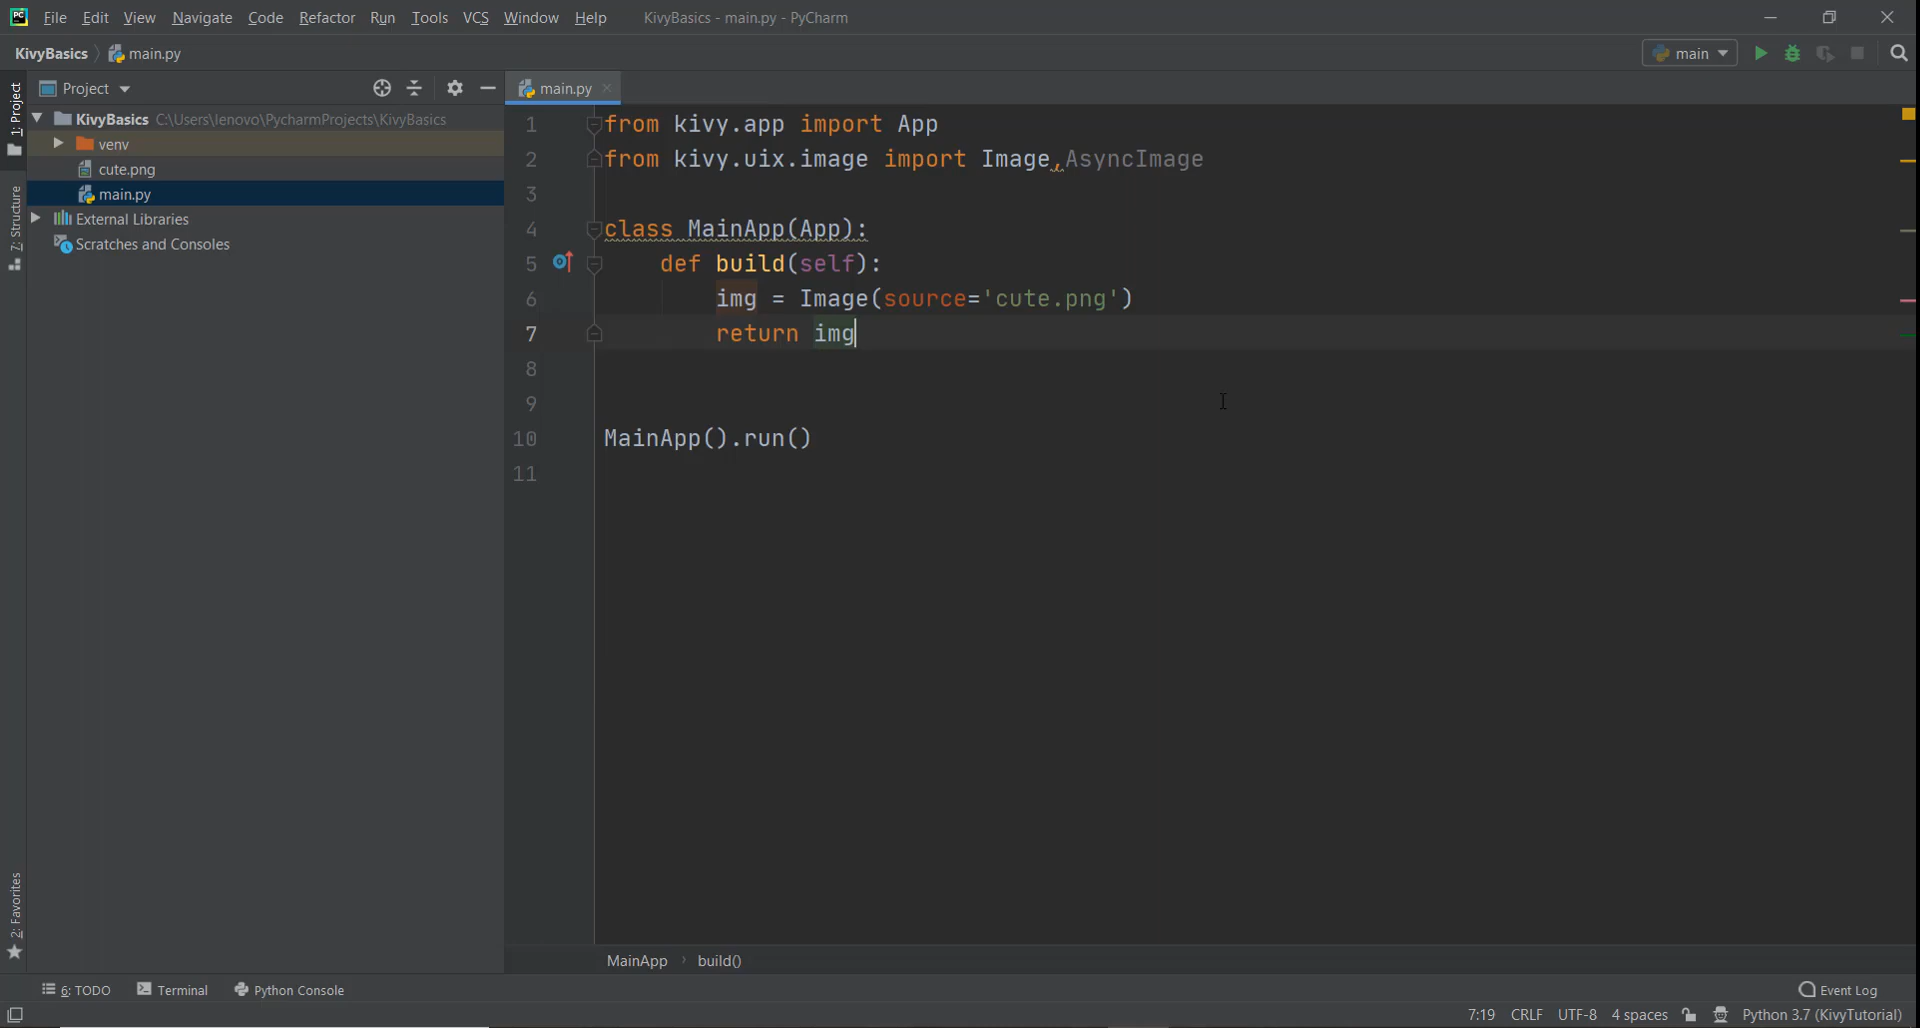 File Edit View Navigate Code Refactor Run Tools VCS Window Help KivyBasics - main.py - PyCharm
KivyBasics main.py main
1: Project
7: Structure
2: Favorites
Project
KivyBasics C:\Users\lenovo\PycharmProjects\KivyBasics
venv
cute.png
main.py
External Libraries
Scratches and Consoles
main.py
1 from kivy.app import App
2 from kivy.uix.image import Image,AsyncImage
3
4 class MainApp(App):
5 def build(self):
6 img = Image(source='cute.png')
7 return img
8
9
10 MainApp().run()
11
MainApp build()
6: TODO Terminal Python Console Event Log
7:19 CRLF UTF-8 4 spaces Python 3.7 (KivyTutorial)